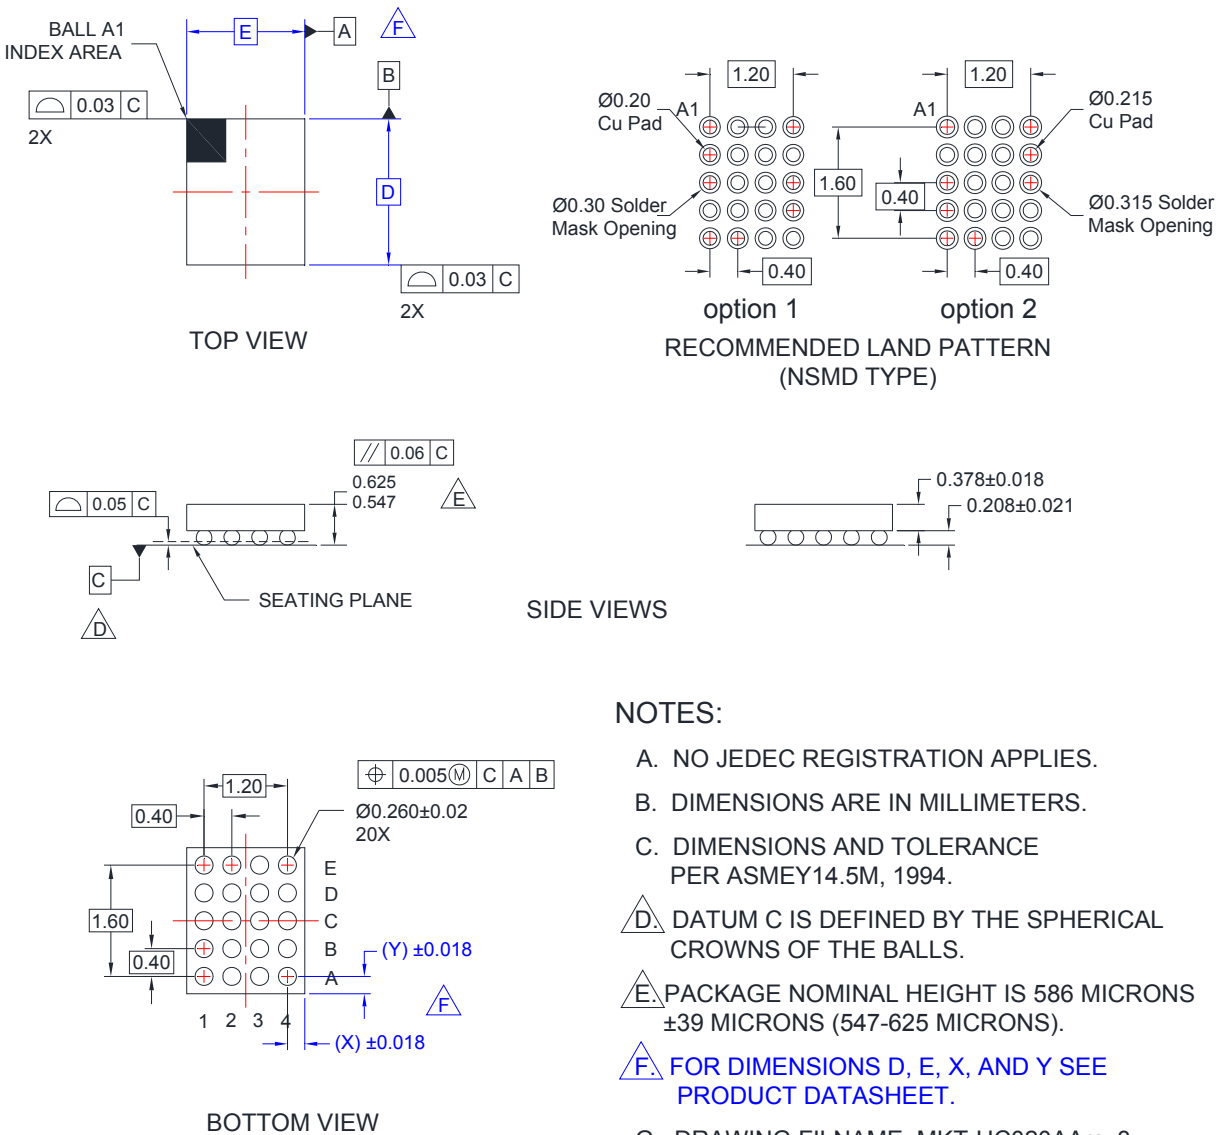 BALL A1
INDEX AREA
E
A
F
B
0.03 C
2X
D
0.03 C
2X
TOP VIEW
1.20
1.20
Ø0.20
Cu Pad
A1
A1
Ø0.215
Cu Pad
1.60
0.40
Ø0.30 Solder
Mask Opening
Ø0.315 Solder
Mask Opening
0.40
0.40
option 1
option 2
RECOMMENDED LAND PATTERN
(NSMD TYPE)
// 0.06 C
0.625
0.547
E
0.05 C
C
D
SEATING PLANE
0.378±0.018
0.208±0.021
SIDE VIEWS
1.20
0.005Ⓜ C A B
0.40
Ø0.260±0.02
20X
E
D
C
B
A
1.60
0.40
(Y) ±0.018
F
1 2 3 4
(X) ±0.018
BOTTOM VIEW
NOTES:
A. NO JEDEC REGISTRATION APPLIES.
B. DIMENSIONS ARE IN MILLIMETERS.
C. DIMENSIONS AND TOLERANCE
PER ASMEY14.5M, 1994.
D. DATUM C IS DEFINED BY THE SPHERICAL
CROWNS OF THE BALLS.
E. PACKAGE NOMINAL HEIGHT IS 586 MICRONS
±39 MICRONS (547-625 MICRONS).
F. FOR DIMENSIONS D, E, X, AND Y SEE
PRODUCT DATASHEET.